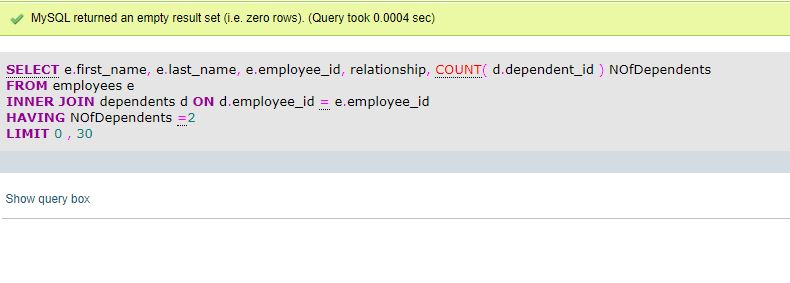 MySQL returned an empty result set (i.e. zero rows). (Query took 0.0004 sec)
SELECT e.first_name, e.last_name, e.employee_id, relationship, COUNT( d.dependent_id ) NOfDependents
FROM employees e
INNER JOIN dependents d ON d.employee_id = e.employee_id
HAVING NOfDependents =2
LIMIT 0 , 30
Show query box